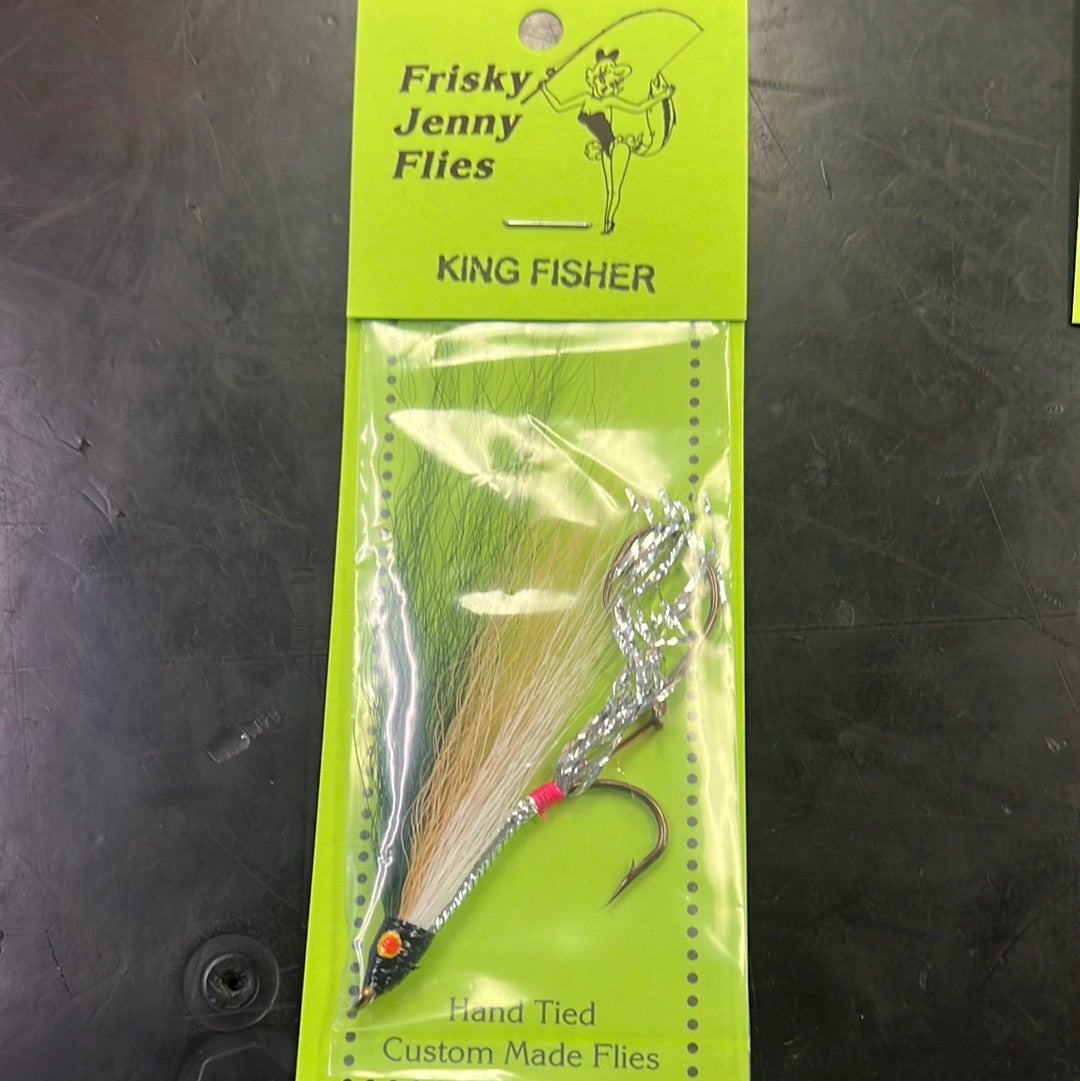 Frisky
Jenny
Flies
KING FISHER
Hand Tied
Custom Made Flies